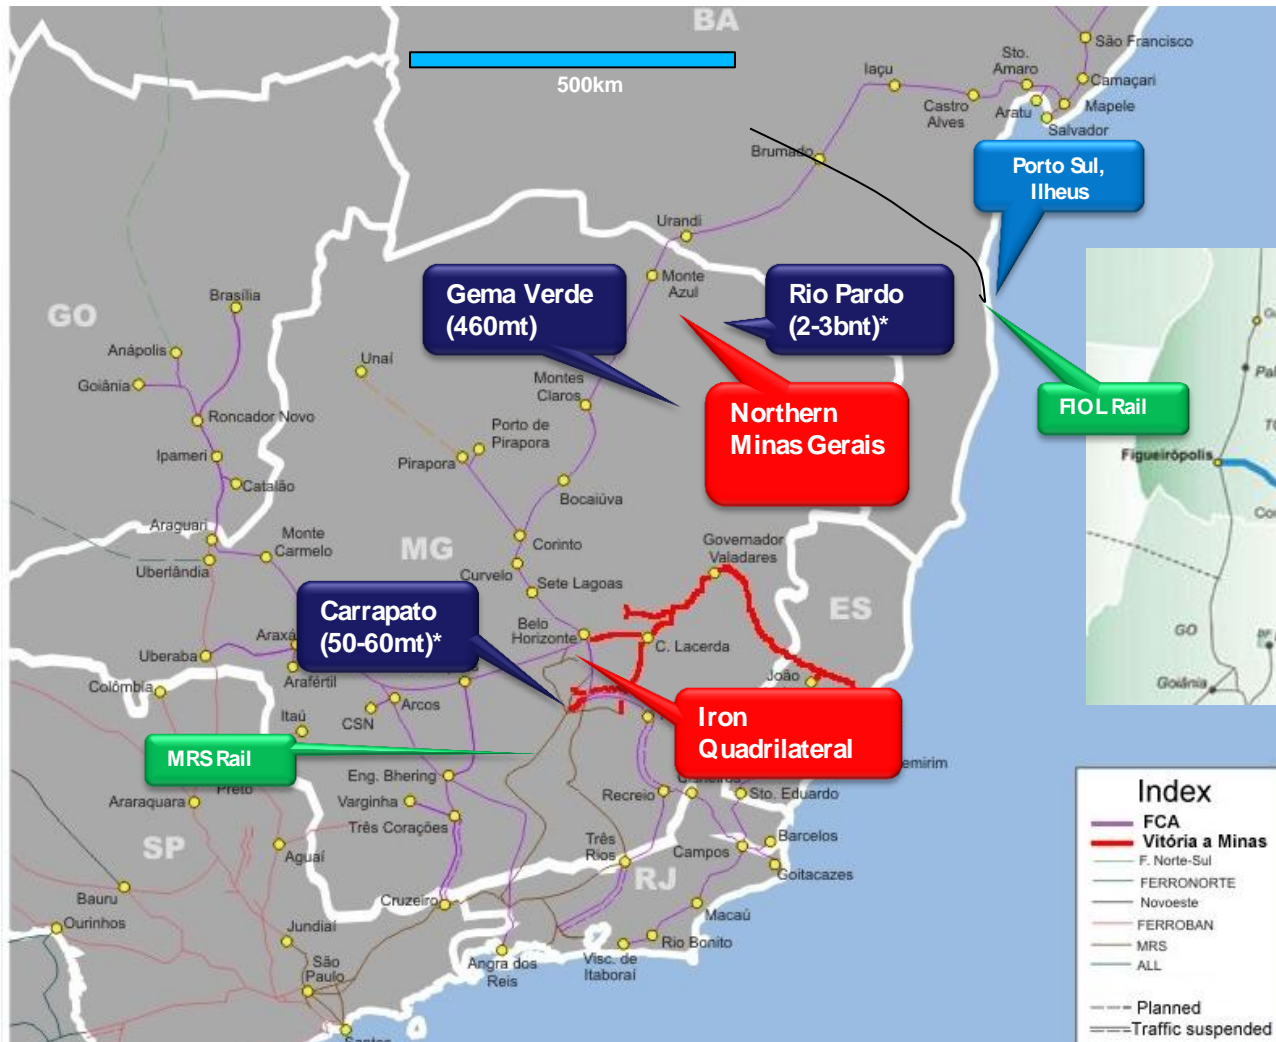 BA
500km
São Francisco
Iaçu
Sto.
Amaro
Camaçari
Castro
Alves
Aratu
Mapele
Salvador
Brumado
Porto Sul,
Ilheus
Urandi
Monte
Azul
Gema Verde
(460mt)
Rio Pardo
(2-3bnt)*
Brasília
GO
Anápolis
Goiânia
Unaí
Montes
Claros
Northern
Minas Gerais
FIOL Rail
Roncador Novo
Porto de
Pirapora
Ipameri
Pirapora
Catalão
Bocaiúva
Figueirópolis
Araguari
Monte
Carmelo
MG
Corinto
Governador
Valadares
Uberlândia
Curvelo
Sete Lagoas
ES
Carrapato
(50-60mt)*
Belo
Horizonte
C. Lacerda
Uberaba
Arafértil
João
GO
Goiânia
Colômbia
CSN
Arcos
Itaú
Iron
Quadrilateral
MRS Rail
Preto
Eng. Bhering
emirim
Araraquara
Varginha
Recreio
Sto. Eduardo
Três Corações
SP
Aguaí
Três
Rios
Campos
Barcelos
RJ
Goitacazes
Bauru
Cruzeiro
Macaú
Ourinhos
Jundiaí
São
Paulo
Angra dos
Reis
Visc. de
Itaboraí
Rio Bonito
Santos
Index
FCA
Vitória a Minas
F. Norte-Sul
FERRONORTE
Novoeste
FERROBAN
MRS
ALL
Planned
Traffic suspended